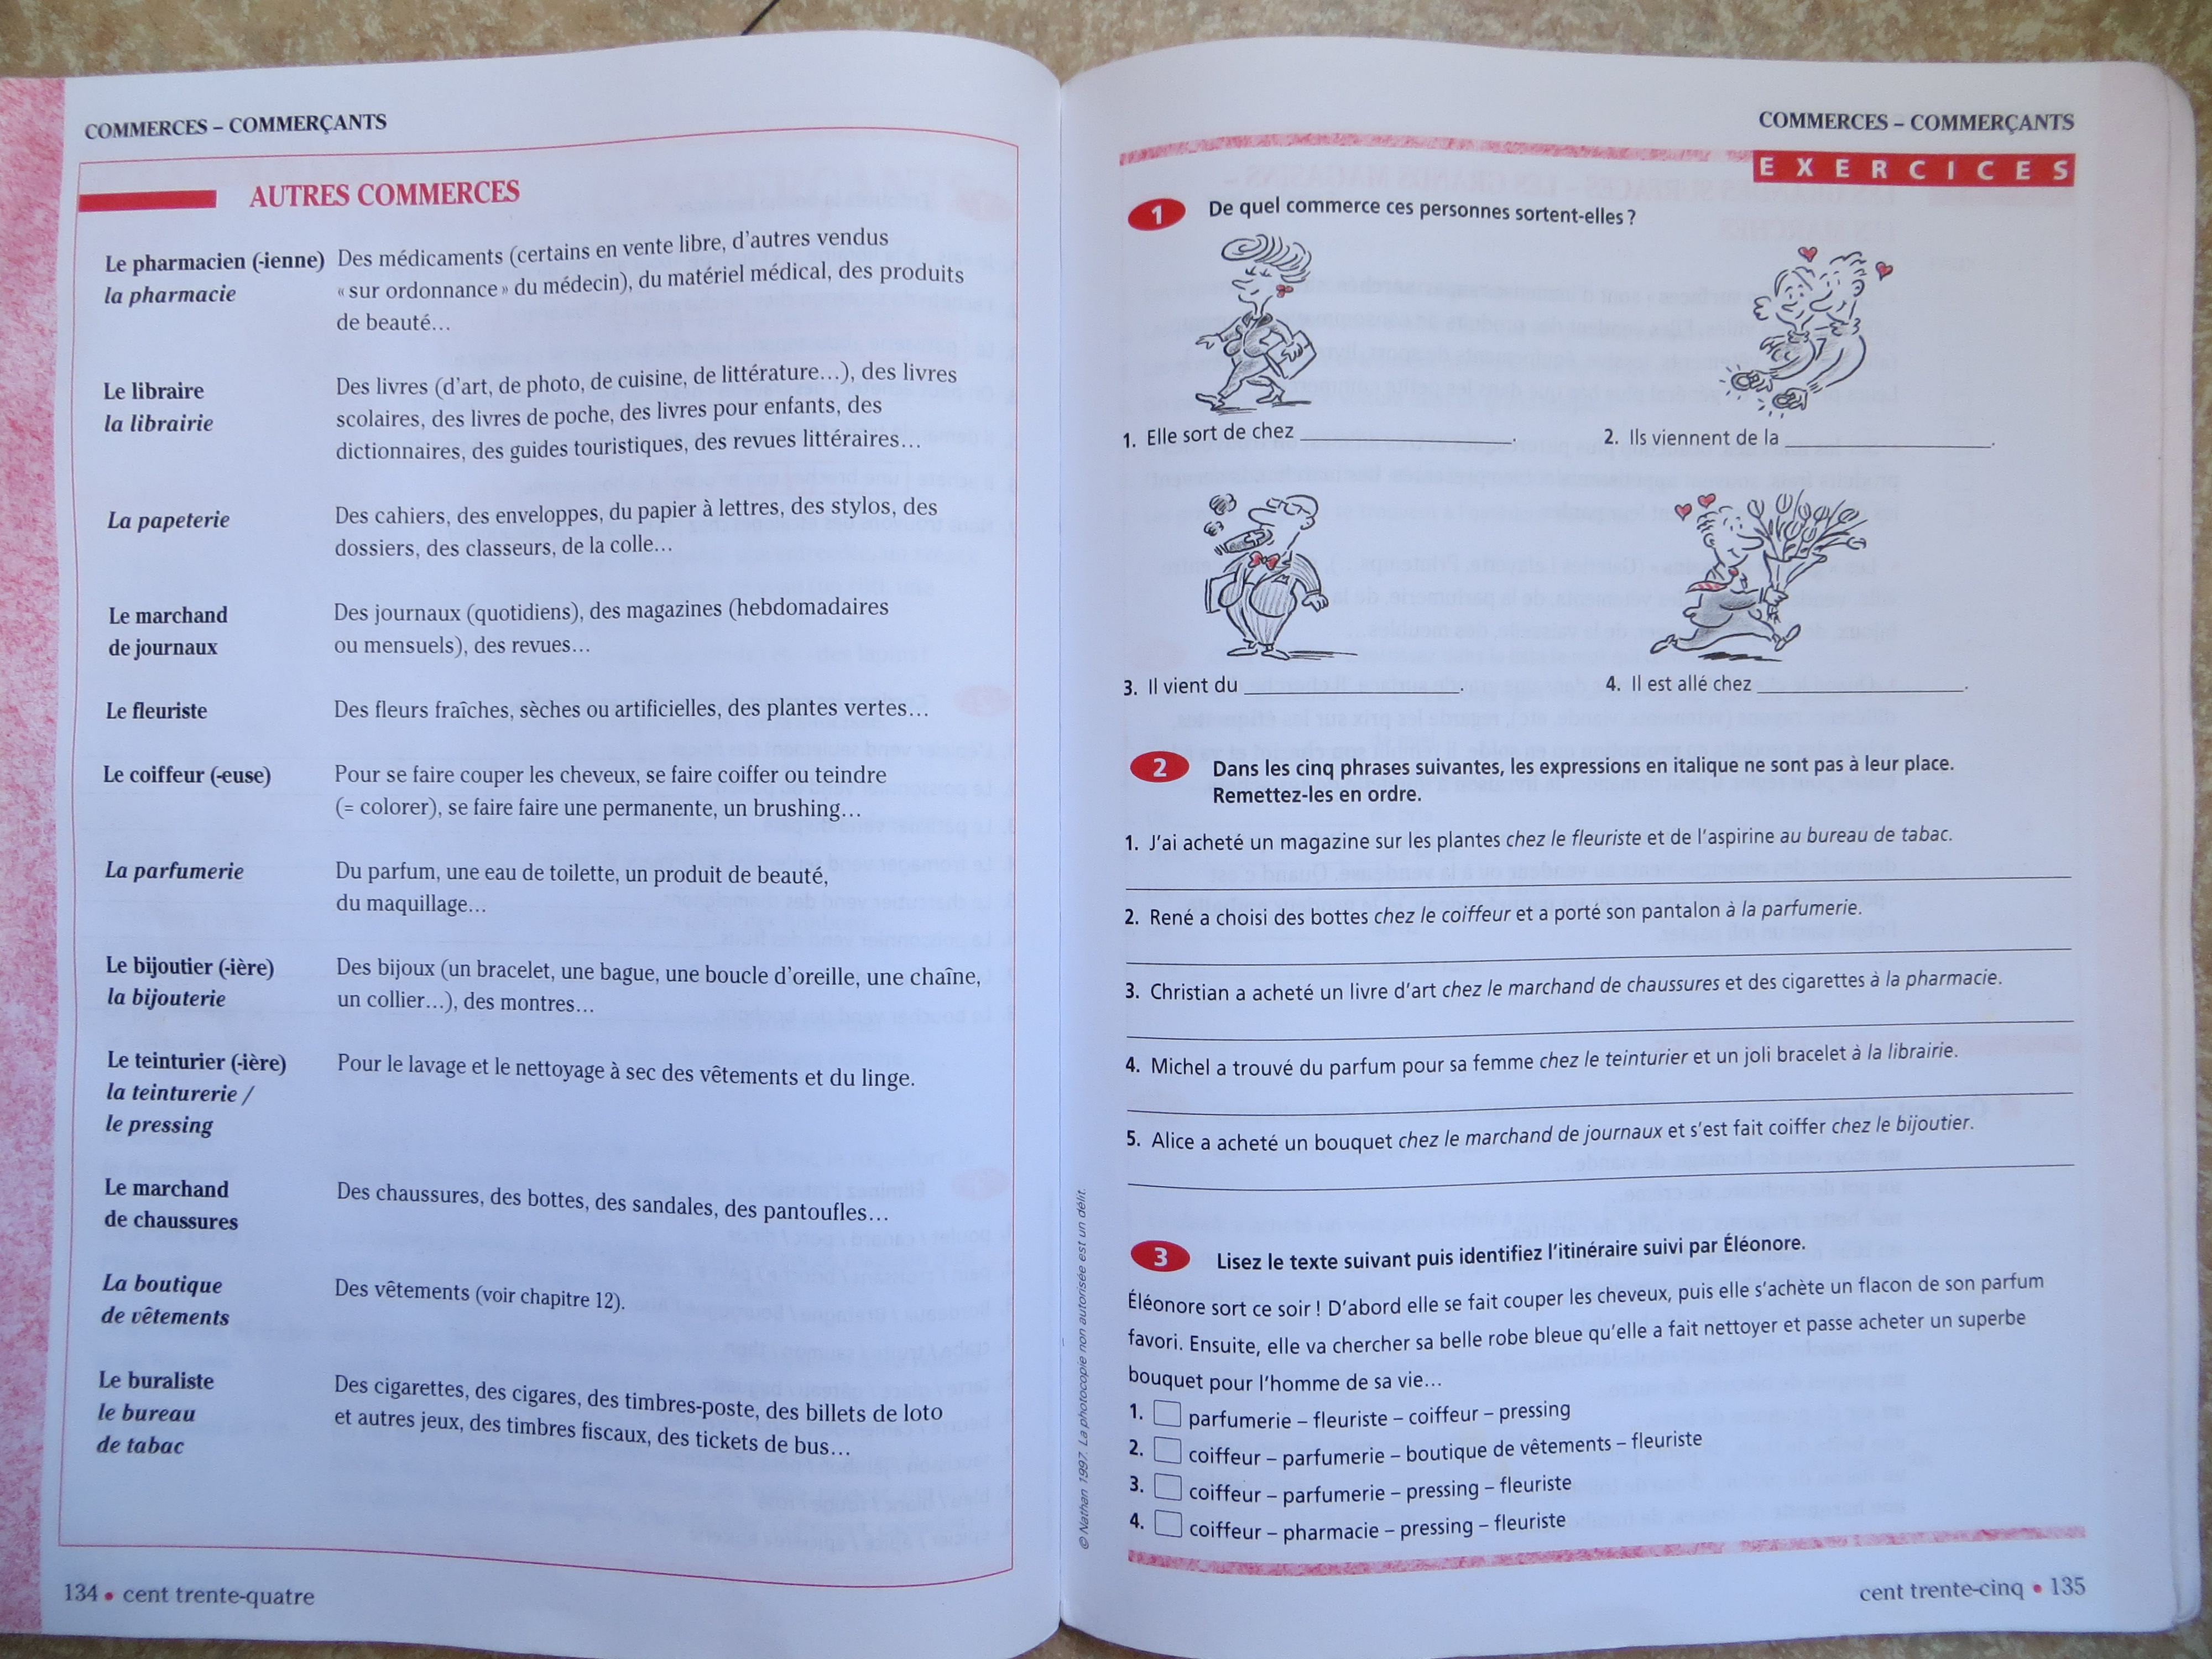 COMMERCES – COMMERÇANTS
AUTRES COMMERCES
Le pharmacien (-ienne) Des médicaments (certains en vente libre, d'autres vendus
la pharmacie « sur ordonnance » du médecin), du matériel médical, des produits
de beauté…
Le libraire Des livres (d'art, de photo, de cuisine, de littérature…), des livres
la librairie scolaires, des livres de poche, des livres pour enfants, des
dictionnaires, des guides touristiques, des revues littéraires…
La papeterie Des cahiers, des enveloppes, du papier à lettres, des stylos, des
dossiers, des classeurs, de la colle…
Le marchand Des journaux (quotidiens), des magazines (hebdomadaires
de journaux ou mensuels), des revues…
Le fleuriste Des fleurs fraîches, sèches ou artificielles, des plantes vertes…
Le coiffeur (-euse) Pour se faire couper les cheveux, se faire coiffer ou teindre
(= colorer), se faire faire une permanente, un brushing…
La parfumerie Du parfum, une eau de toilette, un produit de beauté,
du maquillage…
Le bijoutier (-ière) Des bijoux (un bracelet, une bague, une boucle d'oreille, une chaîne,
la bijouterie un collier…), des montres…
Le teinturier (-ière) Pour le lavage et le nettoyage à sec des vêtements et du linge.
la teinturerie /
le pressing
Le marchand Des chaussures, des bottes, des sandales, des pantoufles…
de chaussures
La boutique Des vêtements (voir chapitre 12).
de vêtements
Le buraliste Des cigarettes, des cigares, des timbres-poste, des billets de loto
le bureau et autres jeux, des timbres fiscaux, des tickets de bus…
de tabac
134 • cent trente-quatre
COMMERCES – COMMERÇANTS
EXERCICES
1 De quel commerce ces personnes sortent-elles ?
1. Elle sort de chez ____________.
2. Ils viennent de la ____________.
3. Il vient du ____________.
4. Il est allé chez ____________.
2 Dans les cinq phrases suivantes, les expressions en italique ne sont pas à leur place.
Remettez-les en ordre.
1. J'ai acheté un magazine sur les plantes chez le fleuriste et de l'aspirine au bureau de tabac.
2. René a choisi des bottes chez le coiffeur et a porté son pantalon à la parfumerie.
3. Christian a acheté un livre d'art chez le marchand de chaussures et des cigarettes à la pharmacie.
4. Michel a trouvé du parfum pour sa femme chez le teinturier et un joli bracelet à la librairie.
5. Alice a acheté un bouquet chez le marchand de journaux et s'est fait coiffer chez le bijoutier.
3 Lisez le texte suivant puis identifiez l'itinéraire suivi par Éléonore.
Éléonore sort ce soir ! D'abord elle se fait couper les cheveux, puis elle s'achète un flacon de son parfum
favori. Ensuite, elle va chercher sa belle robe bleue qu'elle a fait nettoyer et passe acheter un superbe
bouquet pour l'homme de sa vie…
1. parfumerie – fleuriste – coiffeur – pressing
2. coiffeur – parfumerie – boutique de vêtements – fleuriste
3. coiffeur – parfumerie – pressing – fleuriste
4. coiffeur – pharmacie – pressing – fleuriste
© Nathan 1997. La photocopie non autorisée est un délit.
cent trente-cinq • 135